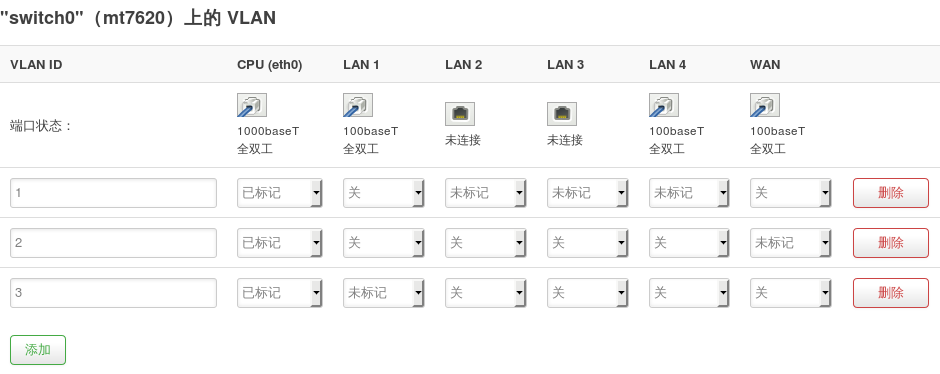 "switch0"（mt7620）上的 VLAN
VLAN ID CPU (eth0) LAN 1 LAN 2 LAN 3 LAN 4 WAN
端口状态： 1000baseT 全双工 100baseT 全双工 未连接 未连接 100baseT 全双工 100baseT 全双工
1 已标记 关 未标记 未标记 未标记 关 删除
2 已标记 关 关 关 关 未标记 删除
3 已标记 未标记 关 关 关 关 删除
添加